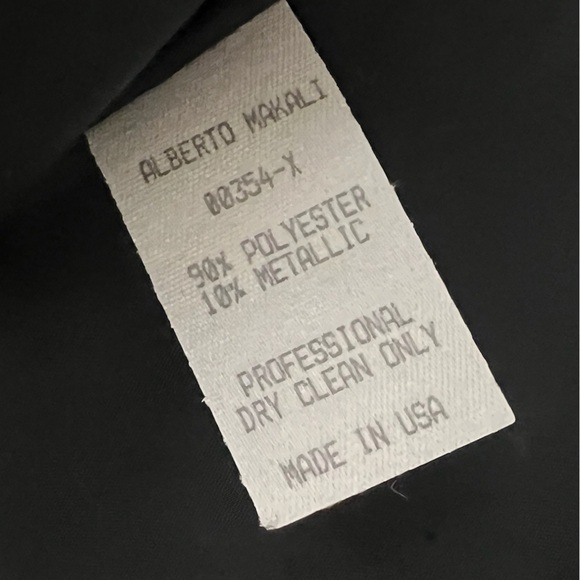 ALBERTO MAKALI
00354-X
90% POLYESTER
10% METALLIC
PROFESSIONAL
DRY CLEAN ONLY
MADE IN USA